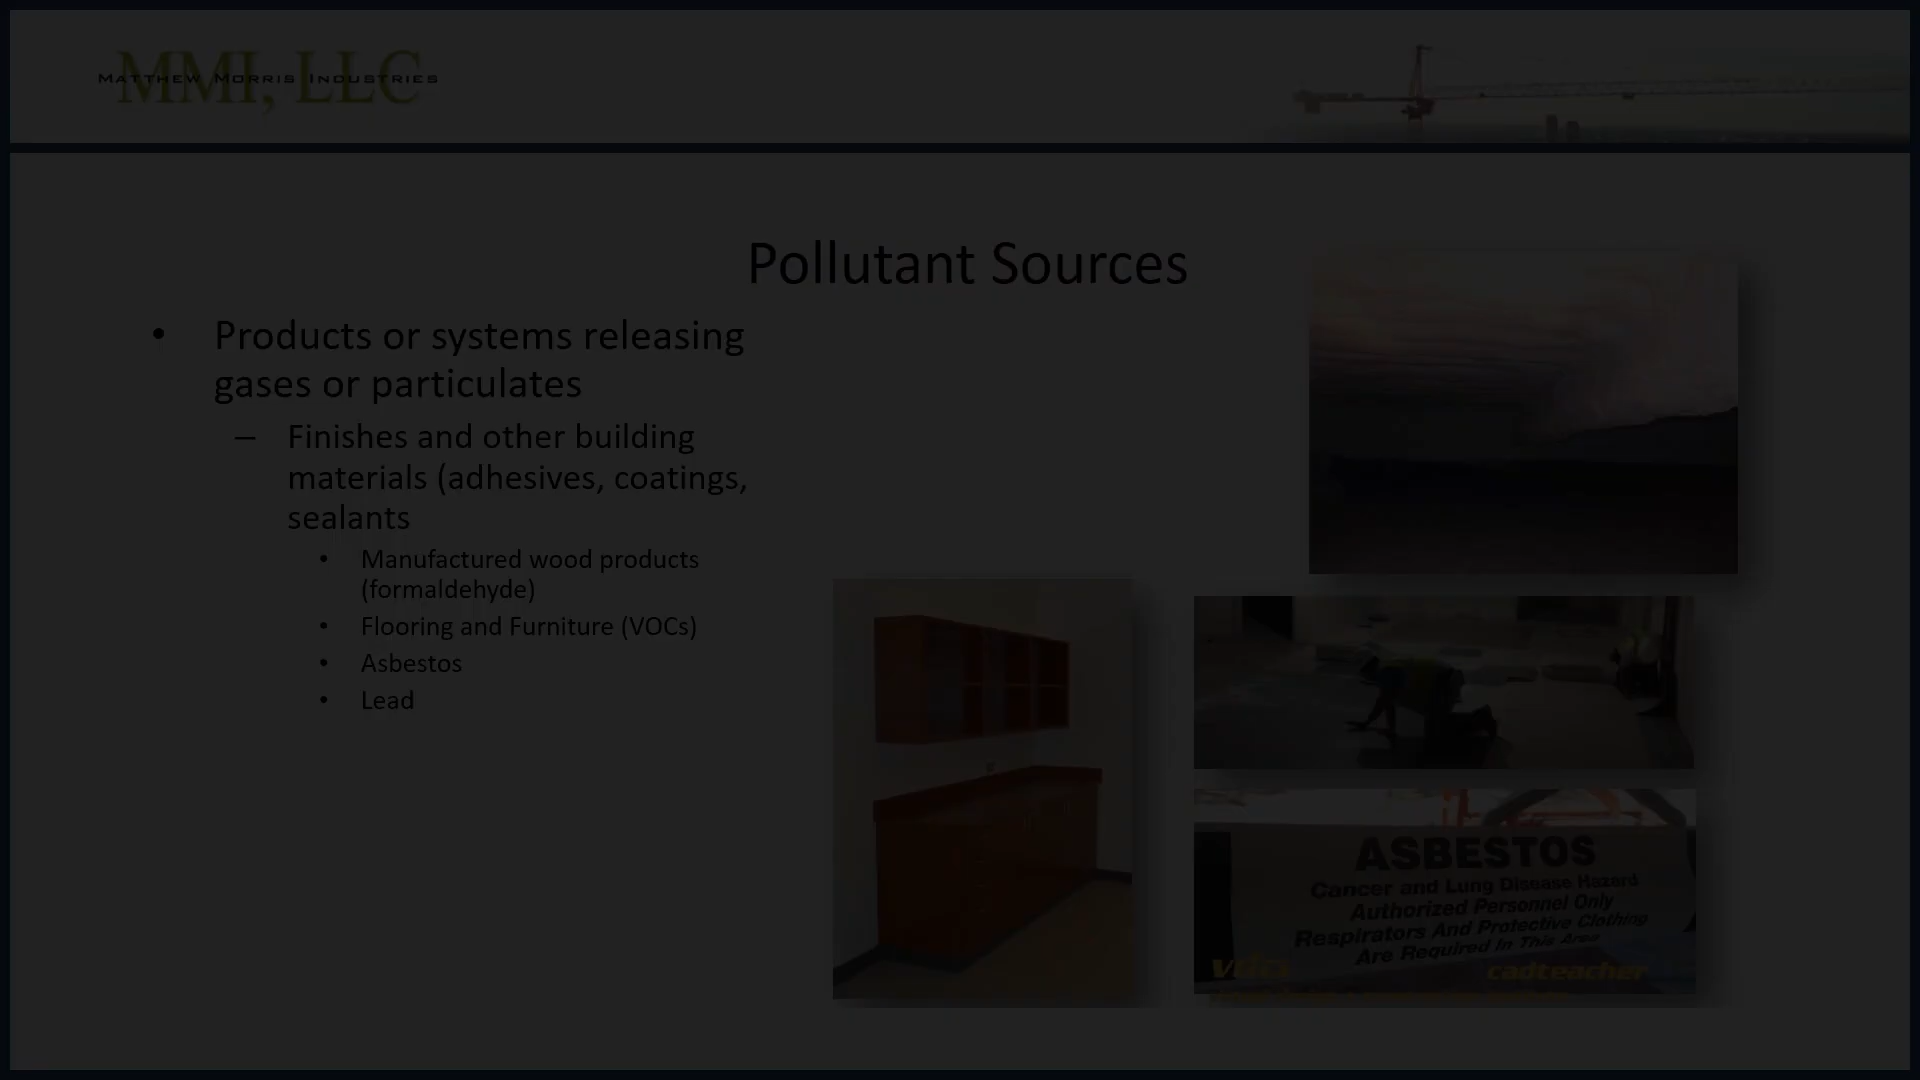 MMI, LLC
MATTHEW MORRIS INDUSTRIES
Pollutant Sources
• Products or systems releasing
gases or particulates
– Finishes and other building
materials (adhesives, coatings,
sealants
• Manufactured wood products
(formaldehyde)
• Flooring and Furniture (VOCs)
• Asbestos
• Lead
ASBESTOS
Cancer and Lung Disease Hazard
Authorized Personnel Only
Respirators And Protective Clothing
Are Required In This Area
cadteacher